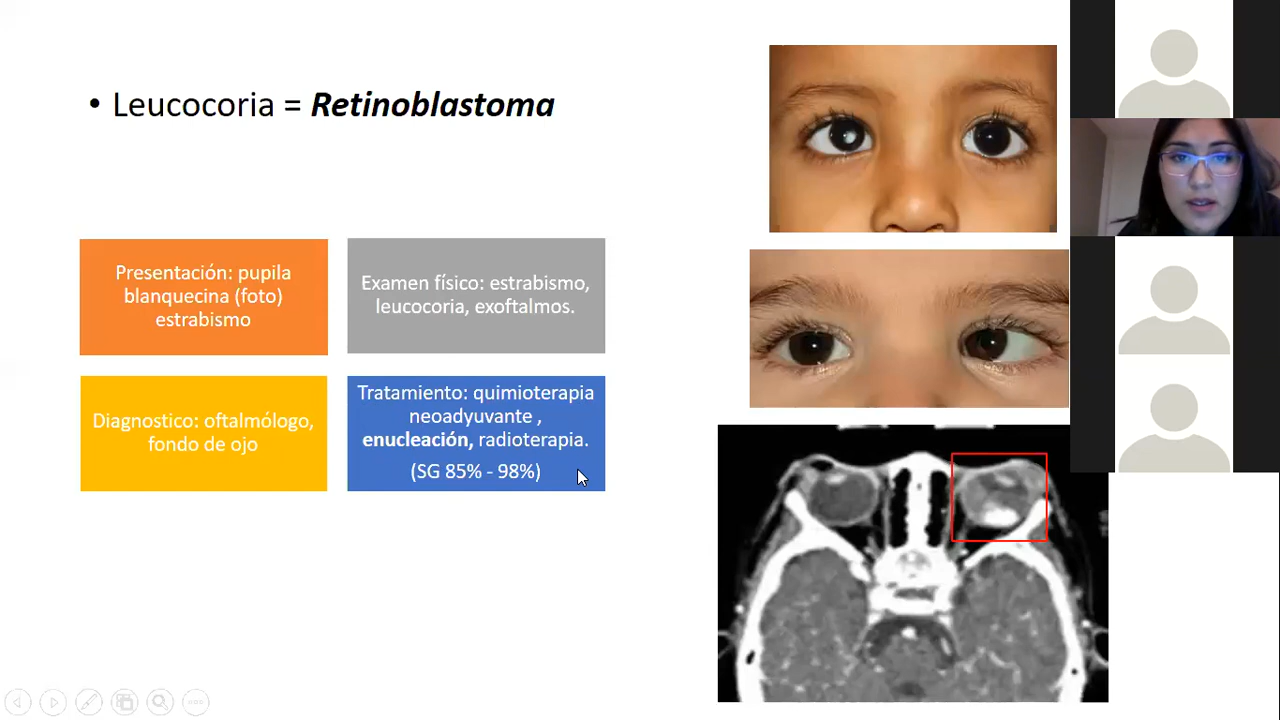 • Leucocoria = Retinoblastoma
Presentación: pupila
blanquecina (foto)
estrabismo
Examen físico: estrabismo,
leucocoria, exoftalmos.
Diagnostico: oftalmólogo,
fondo de ojo
Tratamiento: quimioterapia
neoadyuvante ,
enucleación, radioterapia.
(SG 85% - 98%)